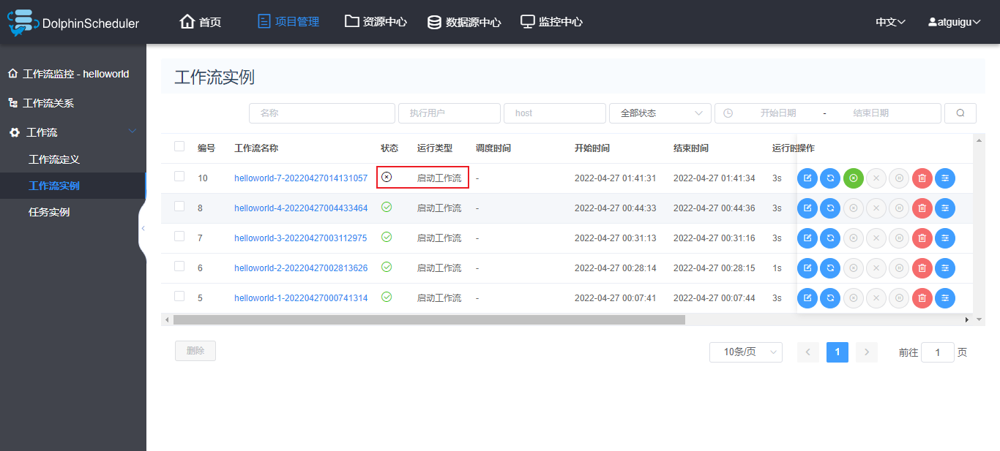 DolphinScheduler 首页 项目管理 资源中心 数据源中心 监控中心 中文 atguigu
工作流监控 - helloworld
工作流关系
工作流
工作流定义
工作流实例
任务实例
工作流实例
名称 执行用户 host 全部状态 开始日期 - 结束日期
编号 工作流名称 状态 运行类型 调度时间 开始时间 结束时间 运行时 操作
10 helloworld-7-20220427014131057 启动工作流 - 2022-04-27 01:41:31 2022-04-27 01:41:34 3s
8 helloworld-4-20220427004433464 启动工作流 - 2022-04-27 00:44:33 2022-04-27 00:44:36 3s
7 helloworld-3-20220427003112975 启动工作流 - 2022-04-27 00:31:13 2022-04-27 00:31:16 3s
6 helloworld-2-20220427002813626 启动工作流 - 2022-04-27 00:28:14 2022-04-27 00:28:15 1s
5 helloworld-1-20220427000741314 启动工作流 - 2022-04-27 00:07:41 2022-04-27 00:07:44 3s
删除 10条/页 1 前往 1 页